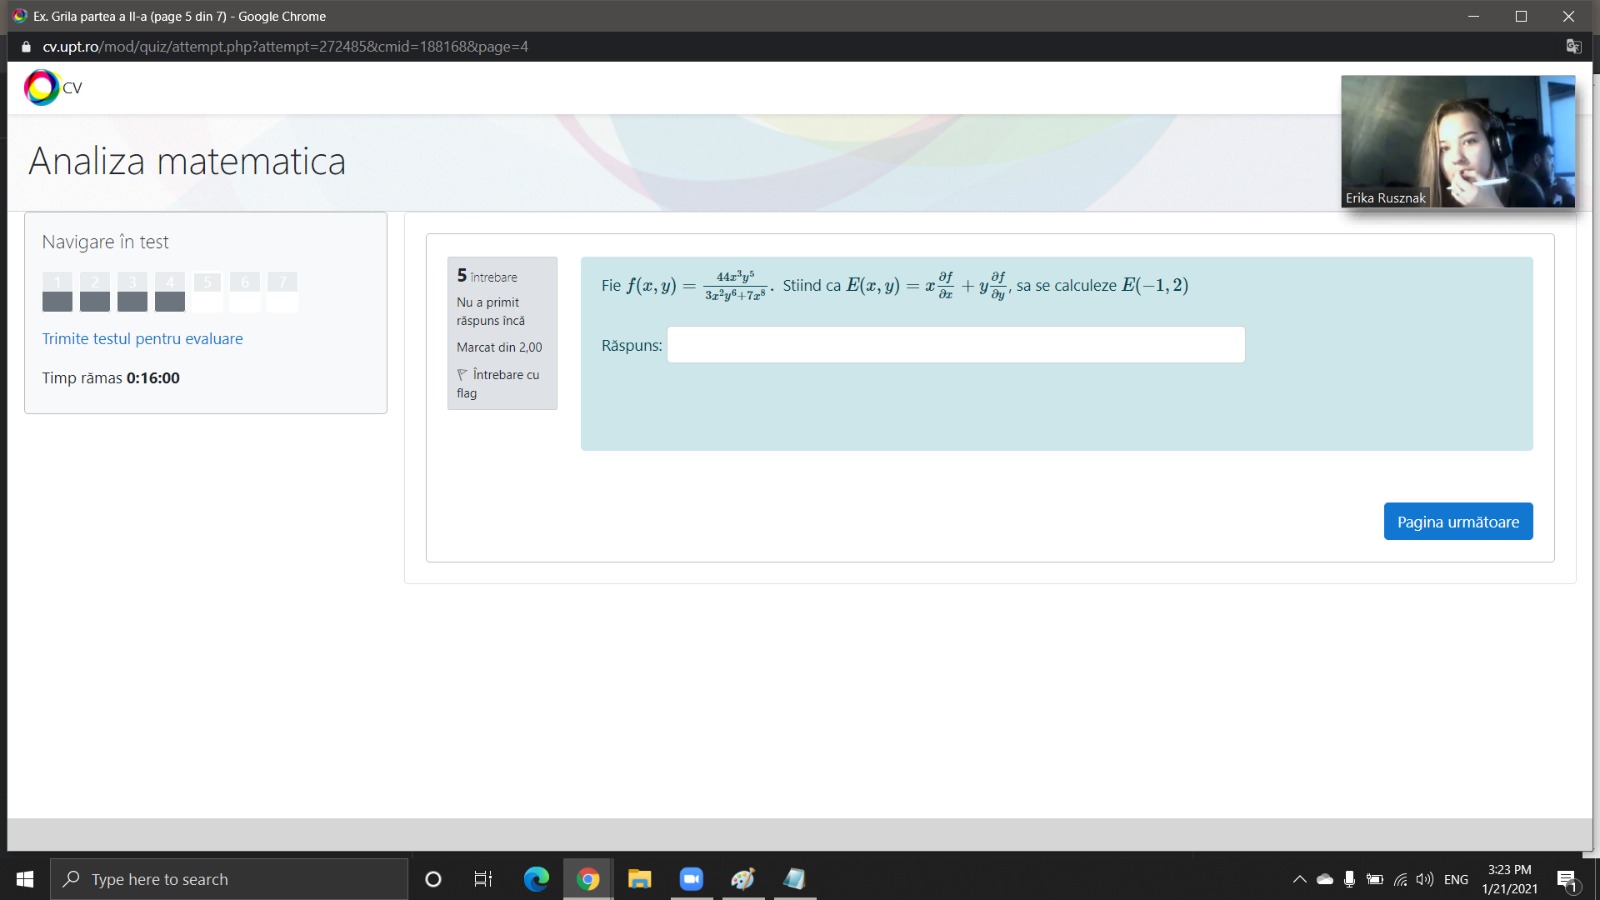 Ex. Grila partea a II-a (page 5 din 7) - Google Chrome
cv.upt.ro/mod/quiz/attempt.php?attempt=272485&cmid=188168&page=4
CV
Analiza matematica
Erika Rusznak
Navigare în test
1 2 3 4 5 6 7
Trimite testul pentru evaluare
Timp rămas 0:16:00
5 întrebare
Nu a primit
răspuns încă
Marcat din 2,00
Întrebare cu
flag
Fie f(x, y) = \frac{44x^3y^5}{3x^2y^6+7x^8}. Stiind ca E(x, y) = x\frac{∂f}{∂x} + y\frac{∂f}{∂y}, sa se calculeze E(−1, 2)
Răspuns:
Pagina următoare
Type here to search
ENG
3:23 PM
1/21/2021
1